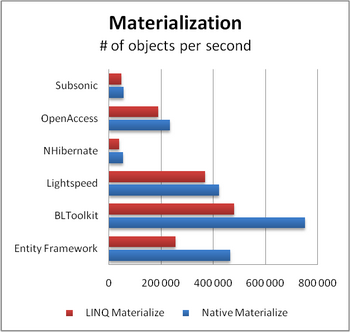 Materialization
# of objects per second
Subsonic
OpenAccess
NHibernate
Lightspeed
BLToolkit
Entity Framework
0 200 000 400 000 600 000 800 000
LINQ Materialize Native Materialize